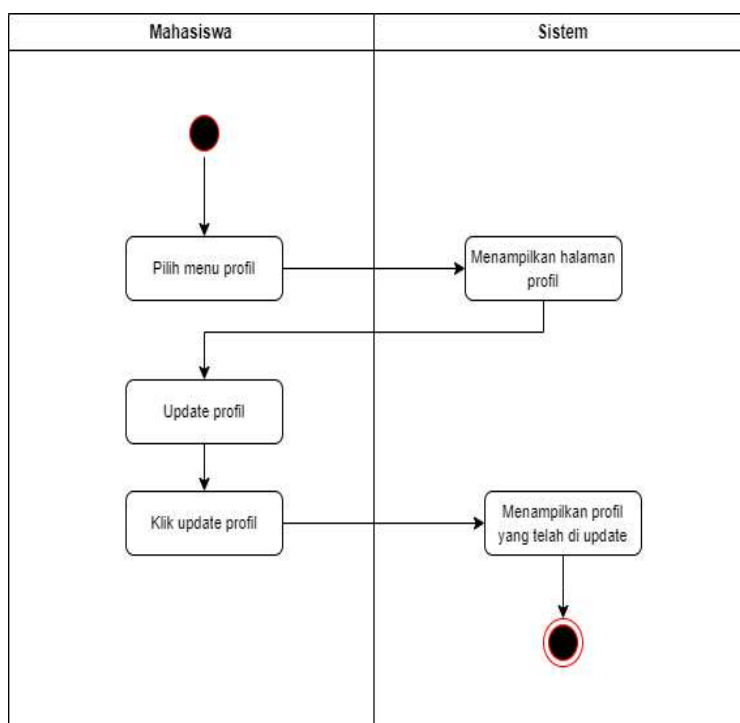 Mahasiswa
Sistem
Pilih menu profil
Menampilkan halaman
profil
Update profil
Klik update profil
Menampilkan profil
yang telah di update